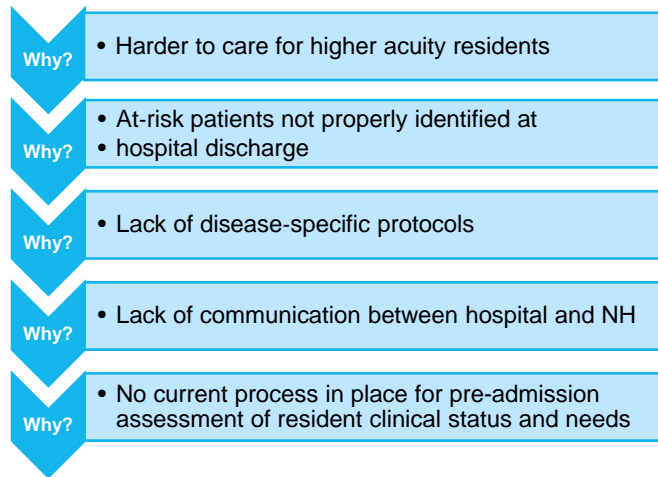 Why?
• Harder to care for higher acuity residents
Why?
• At-risk patients not properly identified at
• hospital discharge
Why?
• Lack of disease-specific protocols
Why?
• Lack of communication between hospital and NH
Why?
• No current process in place for pre-admission
assessment of resident clinical status and needs